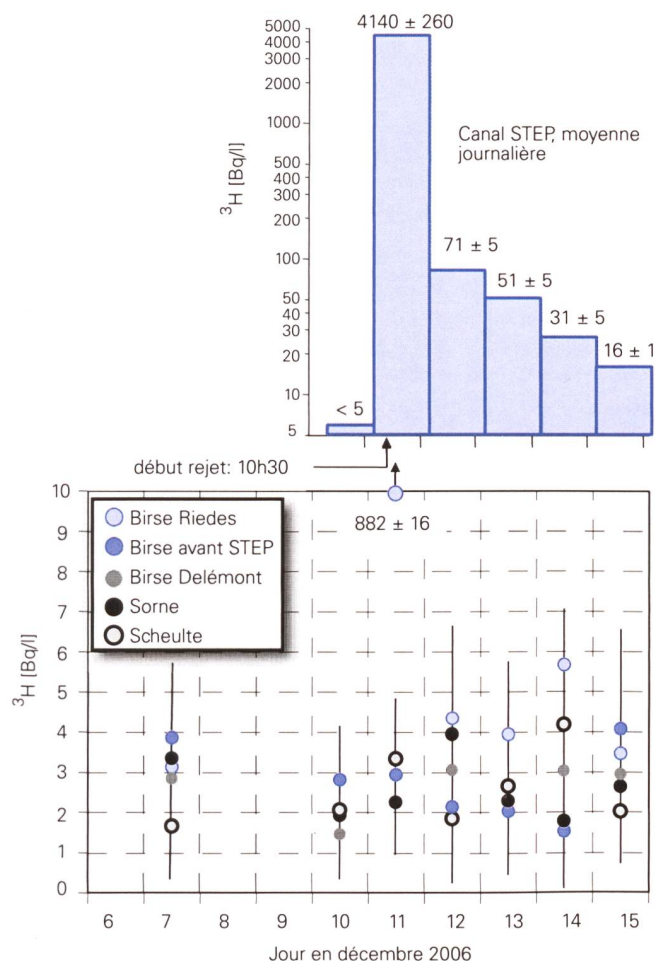 4140 ± 260
5000
4000
3000
2000
1000
500
400
300
200
100
50
40
30
20
10
5
³H [Bq/l]
Canal STEP, moyenne
journalière
71 ± 5
51 ± 5
31 ± 5
16 ± 1
< 5
début rejet: 10h30
882 ± 16
10
9
8
7
6
5
4
3
2
1
0
³H [Bq/l]
Birse Riedes
Birse avant STEP
Birse Delémont
Sorne
Scheulte
6 7 8 9 10 11 12 13 14 15
Jour en décembre 2006